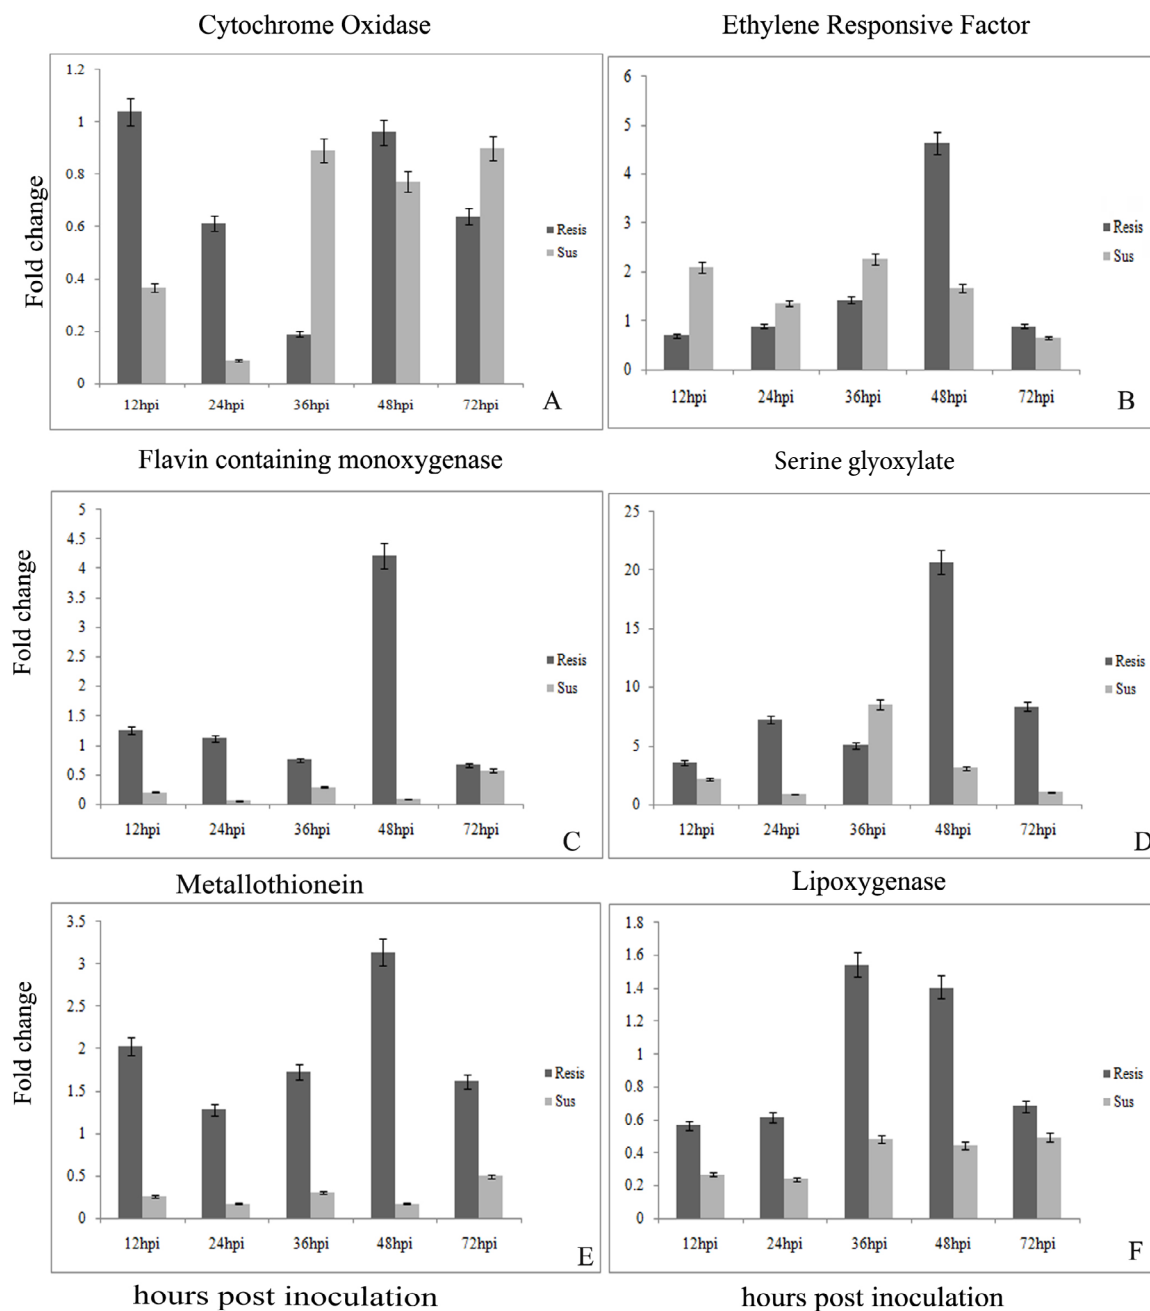 Cytochrome Oxidase
Ethylene Responsive Factor
Fold change
1.2
1
0.8
0.6
0.4
0.2
0
12hpi 24hpi 36hpi 48hpi 72hpi
Resis
Sus
A
6
5
4
3
2
1
0
12hpi 24hpi 36hpi 48hpi 72hpi
Resis
Sus
B
Flavin containing monoxygenase
Serine glyoxylate
Fold change
5
4.5
4
3.5
3
2.5
2
1.5
1
0.5
0
12hpi 24hpi 36hpi 48hpi 72hpi
Resis
Sus
C
25
20
15
10
5
0
12hpi 24hpi 36hpi 48hpi 72hpi
Resis
Sus
D
Metallothionein
Lipoxygenase
Fold change
3.5
3
2.5
2
1.5
1
0.5
0
12hpi 24hpi 36hpi 48hpi 72hpi
Resis
Sus
E
1.8
1.6
1.4
1.2
1
0.8
0.6
0.4
0.2
0
12hpi 24hpi 36hpi 48hpi 72hpi
Resis
Sus
F
hours post inoculation
hours post inoculation